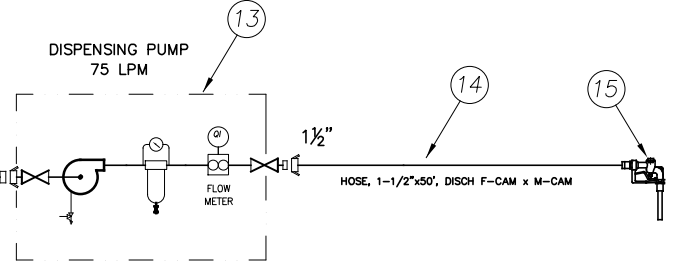 13
DISPENSING PUMP
75 LPM
14
15
QI
1½"
FLOW
METER
HOSE, 1-1/2"x50', DISCH F-CAM x M-CAM